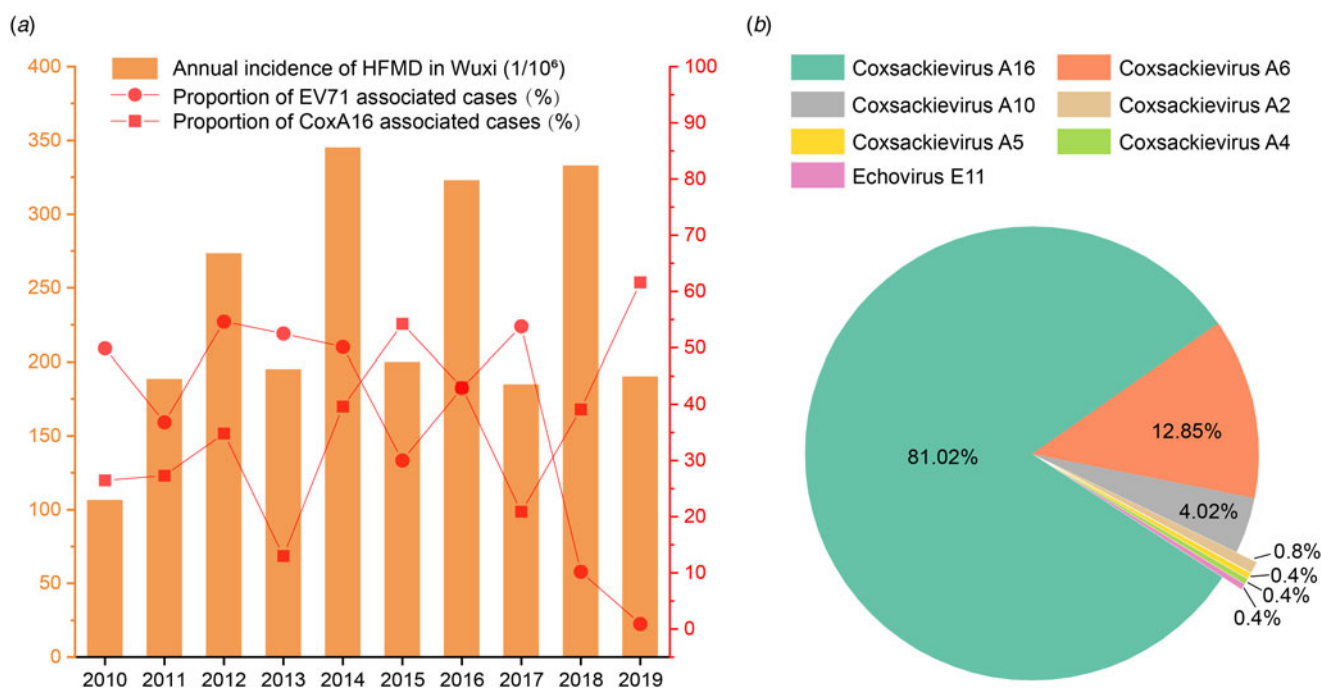 (a)
Annual incidence of HFMD in Wuxi (1/10⁶)
Proportion of EV71 associated cases (%)
Proportion of CoxA16 associated cases (%)
400
350
300
250
200
150
100
50
0
100
90
80
70
60
50
40
30
20
10
0
2010 2011 2012 2013 2014 2015 2016 2017 2018 2019
(b)
Coxsackievirus A16 Coxsackievirus A6
Coxsackievirus A10 Coxsackievirus A2
Coxsackievirus A5 Coxsackievirus A4
Echovirus E11
81.02%
12.85%
4.02%
0.8%
0.4%
0.4%
0.4%